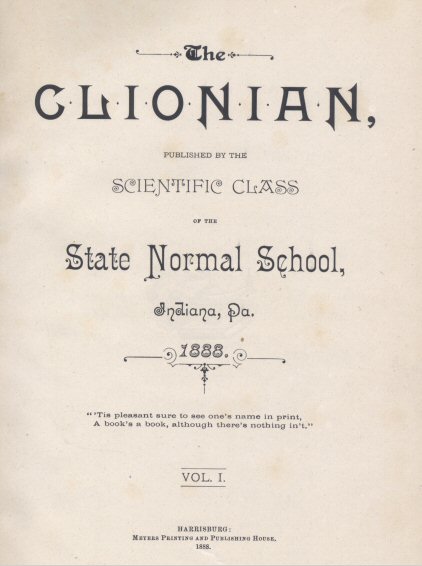 The
CLIONIAN,
PUBLISHED BY THE
SCIENTIFIC CLASS
OF THE
State Normal School,
Indiana, Pa.
1888.
"'Tis pleasant sure to see one's name in print,
A book's a book, although there's nothing in't."
VOL. I.
HARRISBURG:
MEYERS PRINTING AND PUBLISHING HOUSE.
1888.